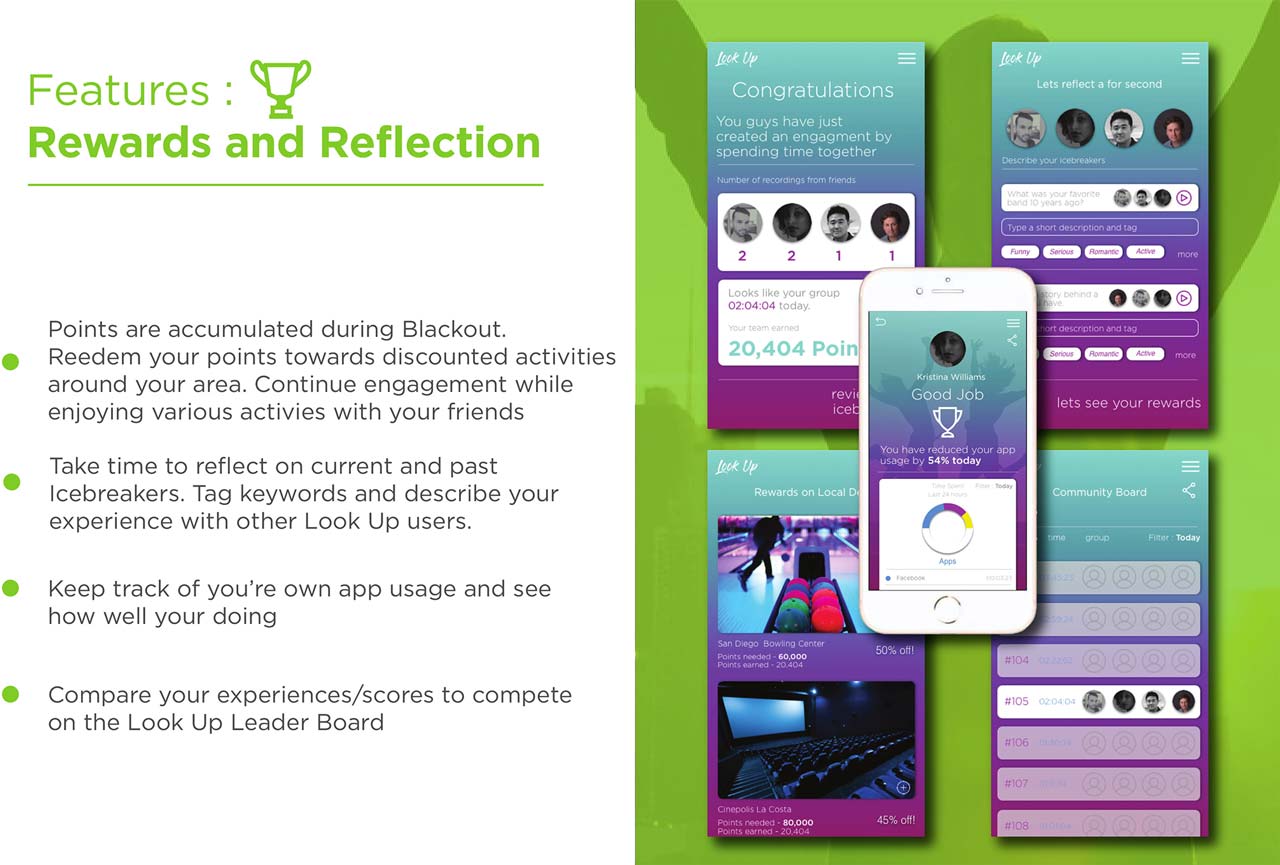 Features :
Rewards and Reflection
Points are accumulated during Blackout.
Reedem your points towards discounted activities
around your area. Continue engagement while
enjoying various activies with your friends
Take time to reflect on current and past
Icebreakers. Tag keywords and describe your
experience with other Look Up users.
Keep track of you’re own app usage and see
how well your doing
Compare your experiences/scores to compete
on the Look Up Leader Board
Look Up
Congratulations
You guys have just
created an engagment by
spending time together
Number of recordings from friends
2 2 1 1
Looks like your group
02:04:04 today.
Your team earned
20,404 Poin
revi
iceb
Look Up
Lets reflect a for second
Describe your Icebreakers
What was your favorite
band 10 years ago?
Type a short description and tag
Funny Serious Romantic Active more
story behind a
you have.
short description and tag
Serious Romantic Active more
lets see your rewards
Kristina Williams
Good Job
You have reduced your app
usage by 54% today
Time Spent Filter : Today
Last 24 hours
Apps
Facebook
Look Up
Rewards on Local De
San Diego Bowling Center
Points needed - 60,000
Points earned - 20,404
50% off!
Cinepolis La Costa
Points needed - 80,000
Points earned - 20,404
45% off!
Community Board
time group Filter : Today
#104
#105 02:04:04
#106
#107
#108